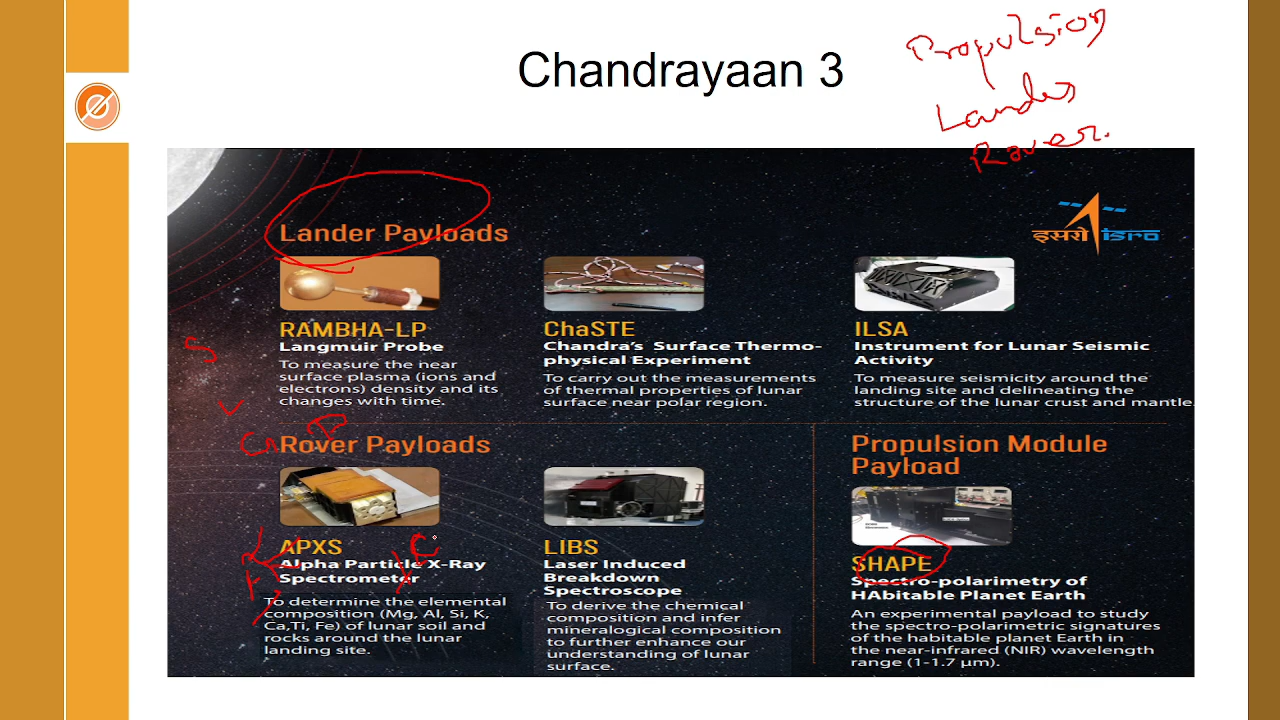 Chandrayaan 3
Propulsion
Lander
Rover.
Lander Payloads
इसरो isro
RAMBHA-LP
Langmuir Probe
To measure the near
surface plasma (ions and
electrons) density and its
changes with time.
ChaSTE
Chandra's Surface Thermo-
physical Experiment
To carry out the measurements
of thermal properties of lunar
surface near polar region.
ILSA
Instrument for Lunar Seismic
Activity
To measure seismicity around the
landing site and delineating the
structure of the lunar crust and mantle.
S
Rover Payloads
APXS
Alpha Particle X-Ray
Spectrometer
To determine the elemental
composition (Mg, Al, Si, K,
Ca,Ti, Fe) of lunar soil and
rocks around the lunar
landing site.
LIBS
Laser Induced
Breakdown
Spectroscope
To derive the chemical
composition and infer
mineralogical composition
to further enhance our
understanding of lunar
surface.
Propulsion Module
Payload
SHAPE
Spectro-polarimetry of
HAbitable Planet Earth
An experimental payload to study
the spectro-polarimetric signatures
of the habitable planet Earth in
the near-infrared (NIR) wavelength
range (1-1.7 μm).